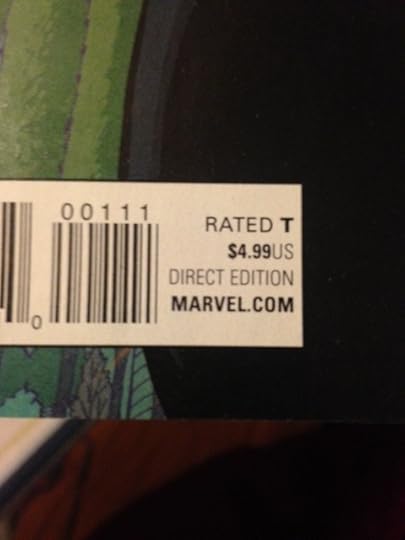 00111
RATED T
$4.99US
DIRECT EDITION
MARVEL.COM
0